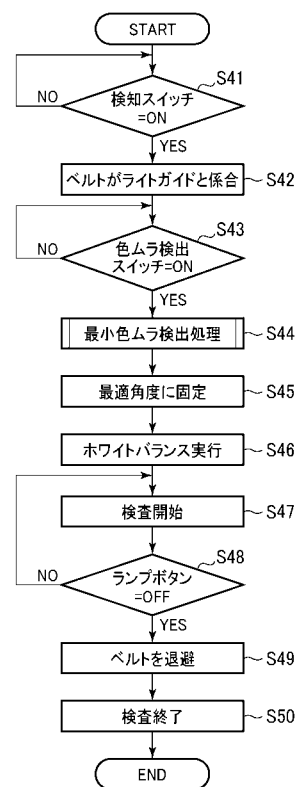 START
検知スイッチ
=ON
S41
NO
YES
ベルトがライトガイドと係合
S42
色ムラ検出
スイッチ=ON
S43
NO
YES
最小色ムラ検出処理
S44
最適角度に固定
S45
ホワイトバランス実行
S46
検査開始
S47
ランプボタン
=OFF
S48
NO
YES
ベルトを退避
S49
検査終了
S50
END